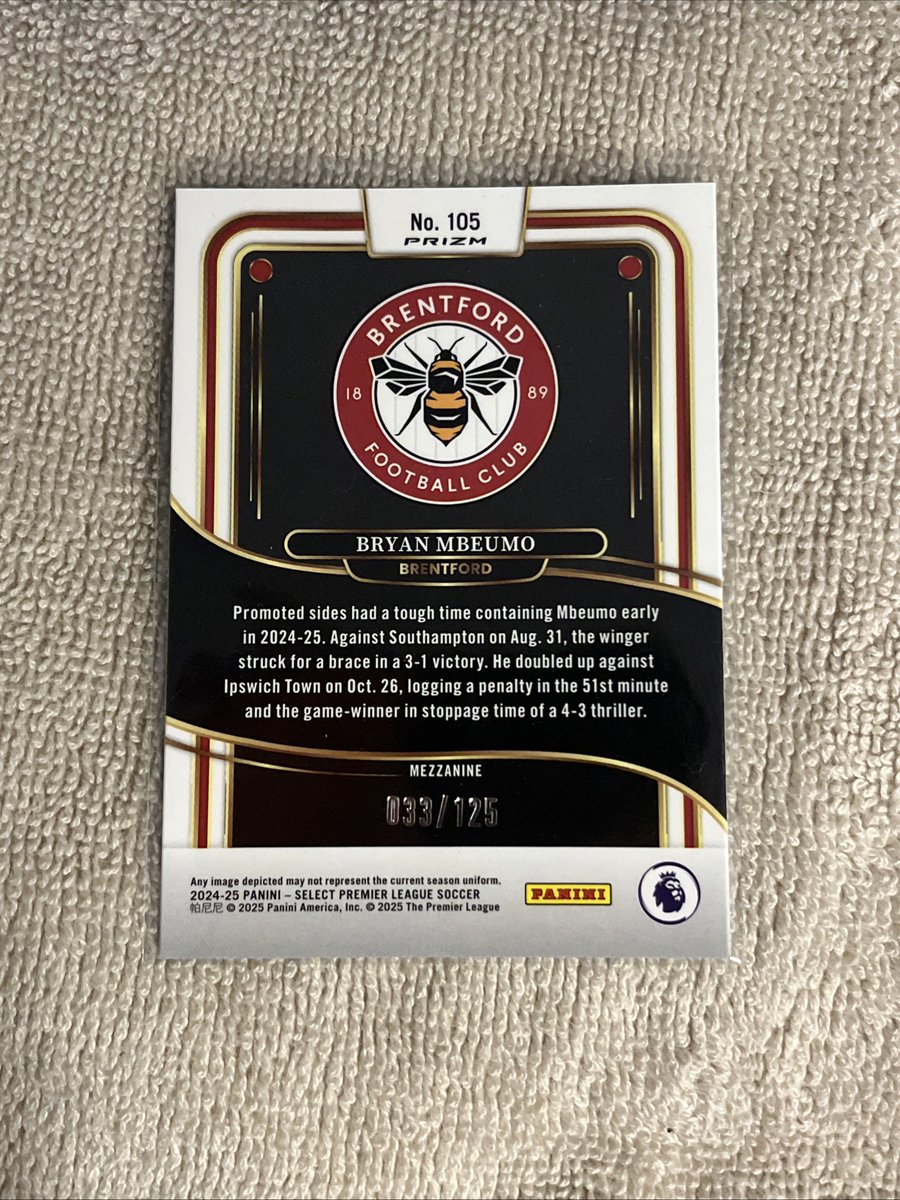 No. 105
PRIZM
BRENTFORD
18 89
FOOTBALL CLUB
BRYAN MBEUMO
BRENTFORD
Promoted sides had a tough time containing Mbeumo early
in 2024-25. Against Southampton on Aug. 31, the winger
struck for a brace in a 3-1 victory. He doubled up against
Ipswich Town on Oct. 26, logging a penalty in the 51st minute
and the game-winner in stoppage time of a 4-3 thriller.
MEZZANINE
033/125
Any image depicted may not represent the current season uniform.
2024-25 PANINI – SELECT PREMIER LEAGUE SOCCER
帕尼尼 © 2025 Panini America, Inc. © 2025 The Premier League
PANINI